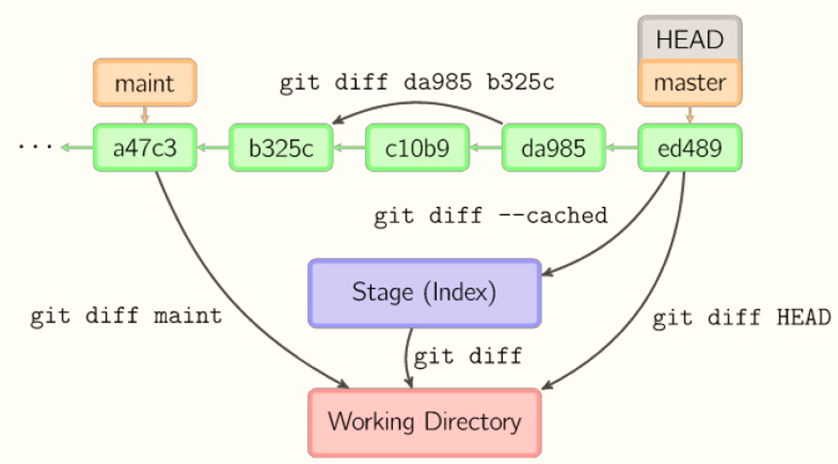 HEAD
maint
git diff da985 b325c
master
...
a47c3
b325c
c10b9
da985
ed489
git diff --cached
Stage (Index)
git diff maint
git diff HEAD
git diff
Working Directory